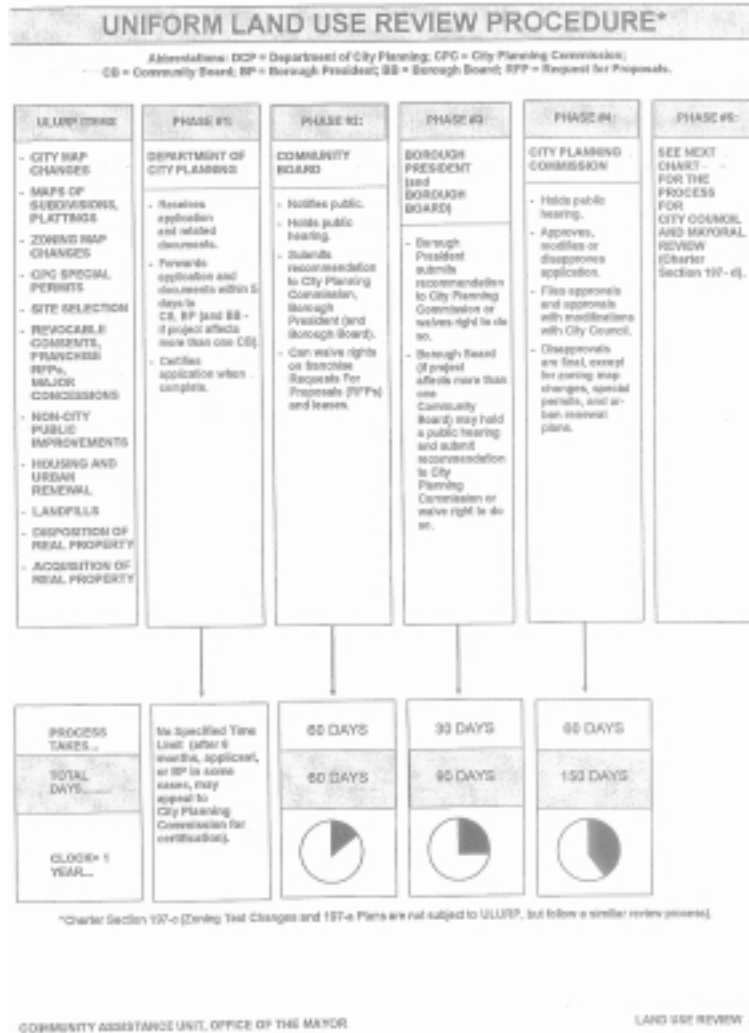 UNIFORM LAND USE REVIEW PROCEDURE*
Abbreviations: DCP = Department of City Planning; CPC = City Planning Commission;
CB = Community Board; BP = Borough President; BB = Borough Board; RFP = Request for Proposals.
ULURP ITEMS
- CITY MAP
CHANGES
- MAPS OF
SUBDIVISIONS,
PLATTINGS
- ZONING MAP
CHANGES
- CPC SPECIAL
PERMITS
- SITE SELECTION
- REVOCABLE
CONSENTS,
FRANCHISE
RFPs,
MAJOR
CONCESSIONS
- NON-CITY
PUBLIC
IMPROVEMENTS
- HOUSING AND
URBAN
RENEWAL
- LANDFILLS
- DISPOSITION OF
REAL PROPERTY
- ACQUISITION OF
REAL PROPERTY
PHASE #1:
DEPARTMENT OF
CITY PLANNING
- Receives
application
and related
documents.
- Forwards
application and
documents within 5
days to
CB, BP (and BB -
if project affects
more than one CB).
- Certifies
application when
complete.
PHASE #2:
COMMUNITY
BOARD
- Notifies public.
- Holds public
hearing.
- Submits
recommendation
to City Planning
Commission,
Borough
President (and
Borough Board).
- Can waive rights
on franchise
Requests For
Proposals (RFPs)
and leases.
PHASE #3:
BOROUGH
PRESIDENT
(and
BOROUGH
BOARD)
- Borough
President
submits
recommendation
to City Planning
Commission or
waives right to do
so.
- Borough Board
(if project
affects more than
one
Community
Board) may hold
a public hearing
and submit
recommendation
to City
Planning
Commission or
waive right to do
so.
PHASE #4:
CITY PLANNING
COMMISSION
- Holds public
hearing.
- Approves,
modifies or
disapproves
application.
- Files approvals
and approvals
with modifications
with City Council.
- Disapprovals
are final, except
for zoning map
changes, special
permits, and ur-
ban renewal
plans.
PHASE #5:
SEE NEXT
CHART
FOR THE
PROCESS
FOR
CITY COUNCIL
AND MAYORAL
REVIEW
(Charter
Section 197-d).
PROCESS
TAKES...
No Specified Time
Limit (after 6
months, applicant,
or BP in some
cases, may
appeal to
City Planning
Commission for
certification).
60 DAYS
30 DAYS
60 DAYS
TOTAL
DAYS......
60 DAYS
90 DAYS
150 DAYS
CLOCK= 1
YEAR...
*Charter Section 197-c (Zoning Text Changes and 197-a Plans are not subject to ULURP, but follow a similar review process).
COMMUNITY ASSISTANCE UNIT, OFFICE OF THE MAYOR
LAND USE REVIEW